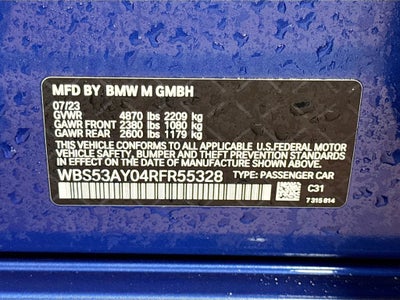 MFD BY BMW M GMBH
07/23
GVWR 4870 lbs 2209 kg
GAWR FRONT 2380 lbs 1080 kg
GAWR REAR 2600 lbs 1179 kg
THIS VEHICLE CONFORMS TO ALL APPLICABLE U.S.FEDERAL MOTOR
VEHICLE SAFETY, BUMPER, AND THEFT PREVENTION STANDARDS
IN EFFECT ON THE DATE OF MANUFACTURE SHOWN ABOVE.
WBS53AY04RFR55328 TYPE: PASSENGER CAR
C31
7 315 814